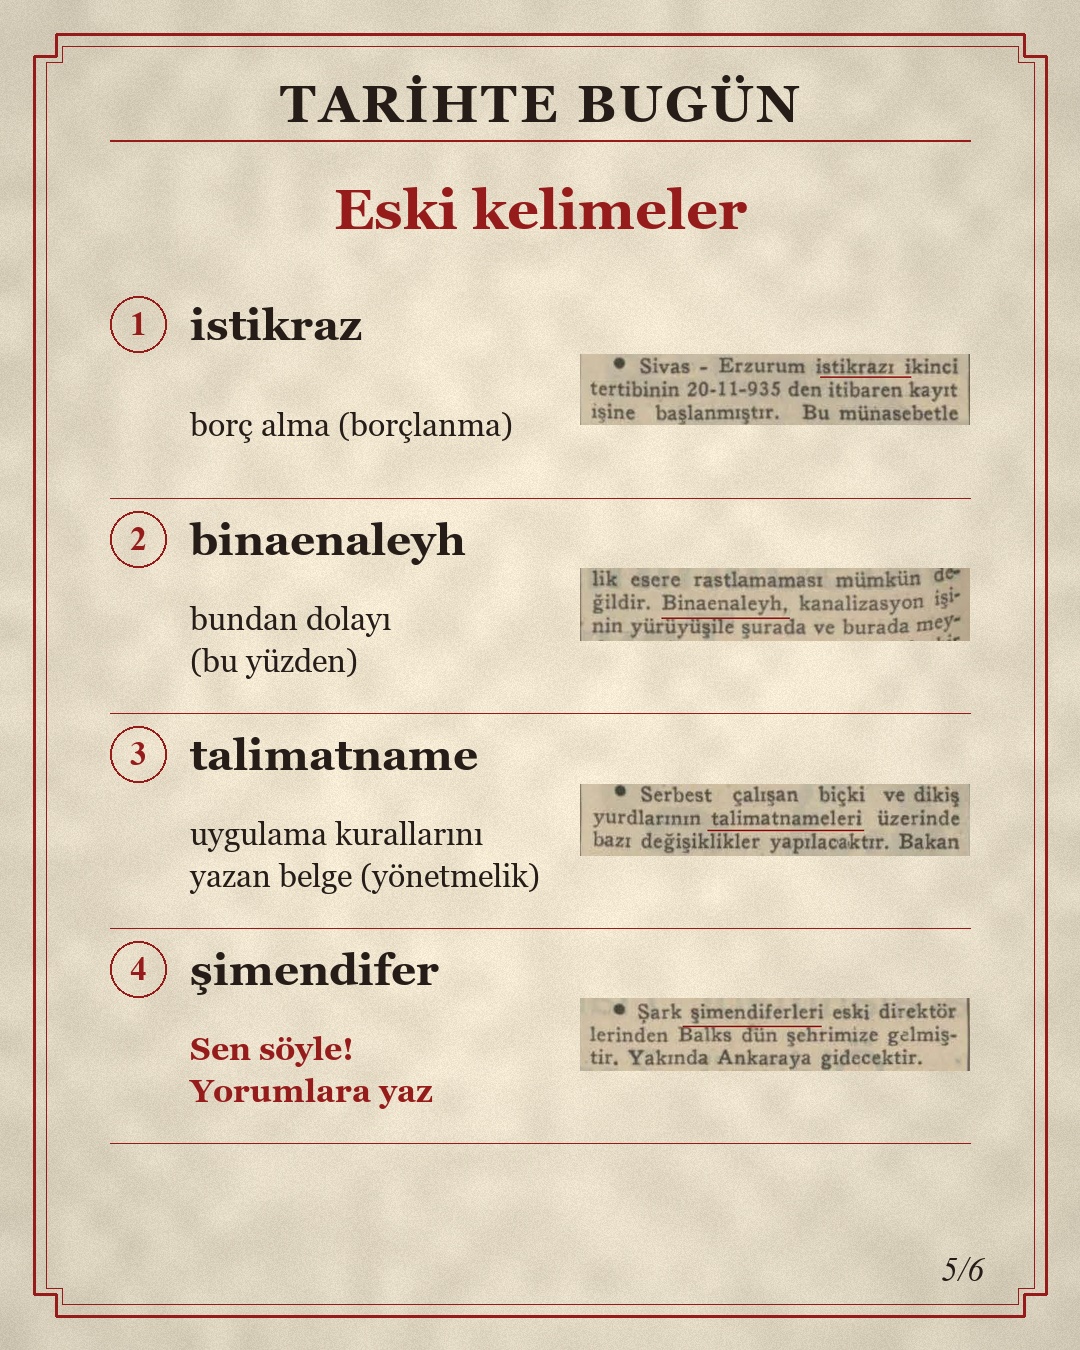 TARİHTE BUGÜN
Eski kelimeler
1 istikraz
borç alma (borçlanma)
● Sivas - Erzurum istikrazı ikinci
tertibinin 20-11-935 den itibaren kayıt
işine başlanmıştır. Bu münasebetle
2 binaenaleyh
bundan dolayı
(bu yüzden)
lik esere rastlamaması mümkün de-
ğildir. Binaenaleyh, kanalizasyon işi-
nin yürüyüşile şurada ve burada mey-
3 talimatname
uygulama kurallarını
yazan belge (yönetmelik)
● Serbest çalışan biçki ve dikiş
yurdlarının talimatnameleri üzerinde
bazı değişiklikler yapılacaktır. Bakan
4 şimendifer
Sen söyle!
Yorumlara yaz
● Şark şimendiferleri eski direktör
lerinden Balks dün şehrimize gelmiş-
tir. Yakında Ankaraya gidecektir.
5/6